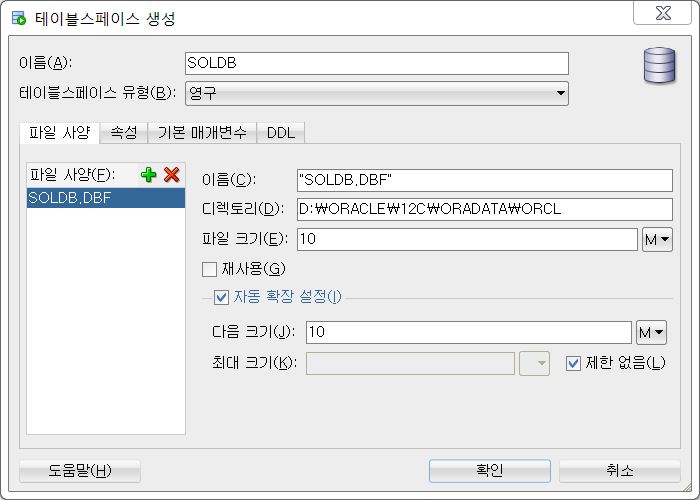 테이블스페이스 생성
이름(A): SOLDB
테이블스페이스 유형(B): 영구
파일 사양 속성 기본 매개변수 DDL
파일 사양(F):
SOLDB.DBF
이름(C): "SOLDB.DBF"
디렉토리(D): D:₩ORACLE₩12C₩ORADATA₩ORCL
파일 크기(E): 10 M
재사용(G)
자동 확장 설정(I)
다음 크기(J): 10 M
최대 크기(K): 제한 없음(L)
도움말(H) 확인 취소